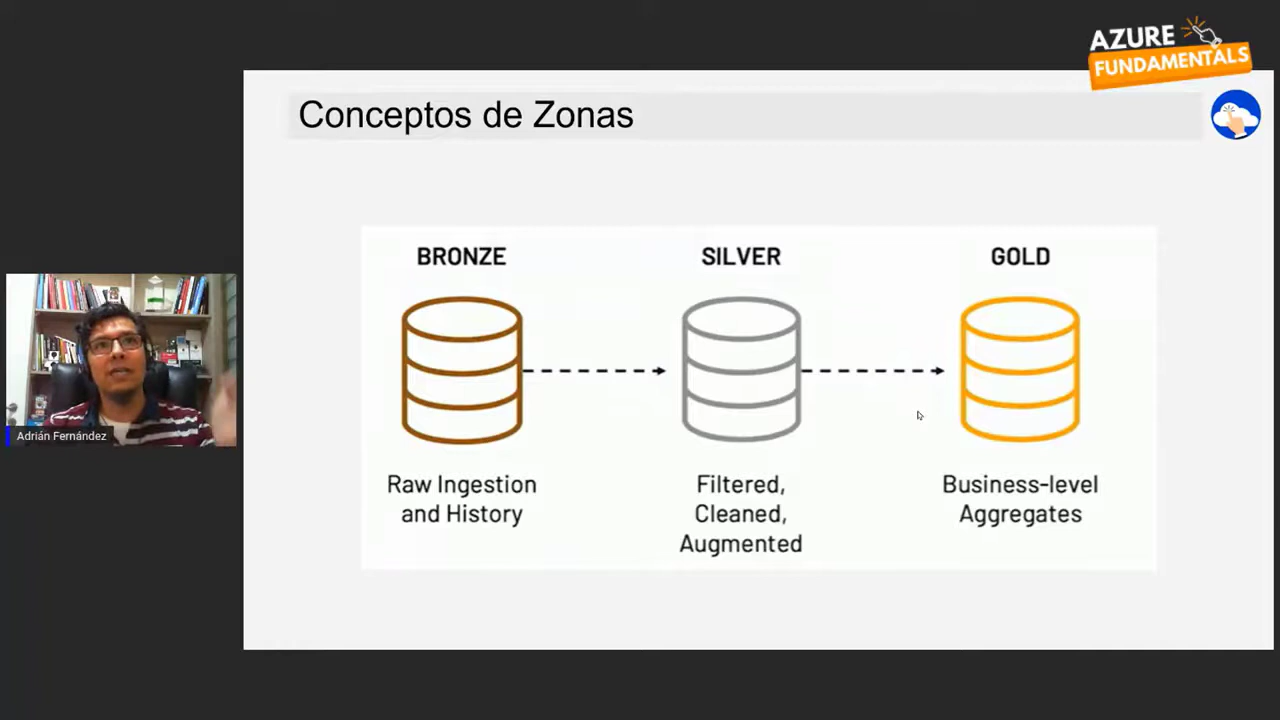 AZURE
FUNDAMENTALS
Conceptos de Zonas
BRONZE
SILVER
GOLD
Raw Ingestion
and History
Filtered,
Cleaned,
Augmented
Business-level
Aggregates
Adrián Fernández